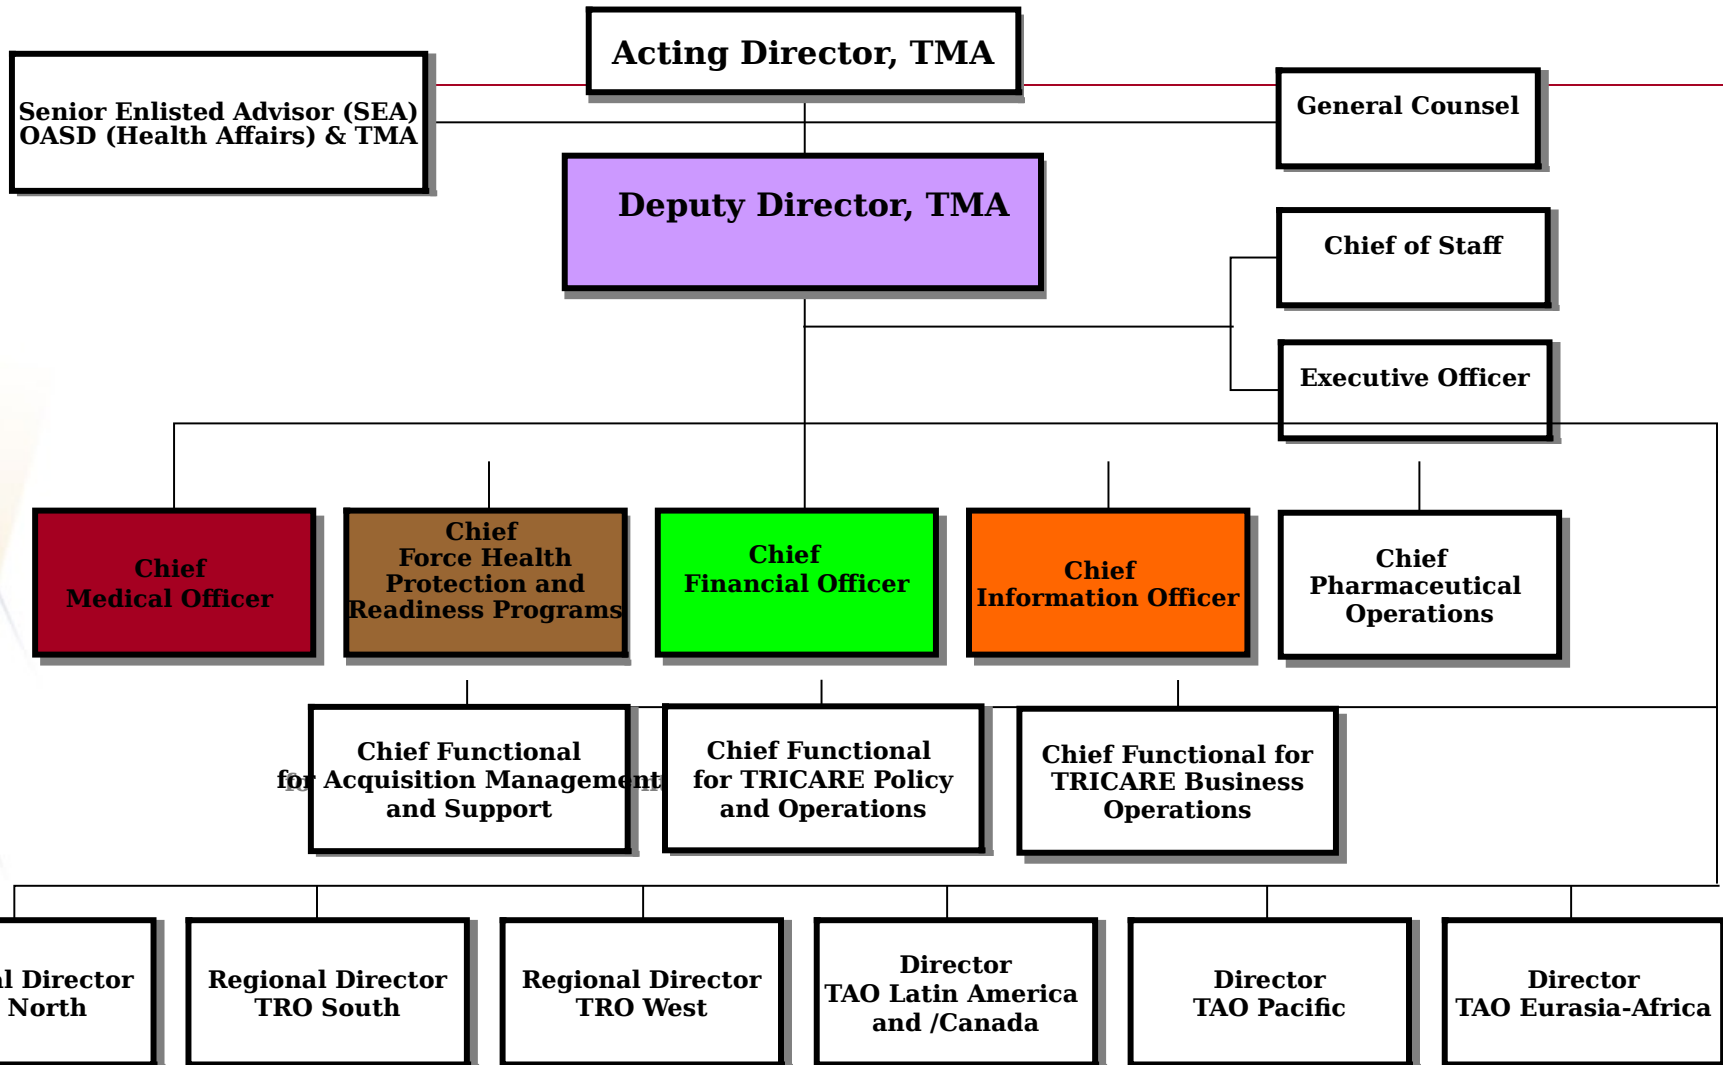 Acting Director, TMA
Senior Enlisted Advisor (SEA)
OASD (Health Affairs) & TMA
General Counsel
Deputy Director, TMA
Chief of Staff
Executive Officer
Chief
Medical Officer
Chief
Force Health
Protection and
Readiness Programs
Chief
Financial Officer
Chief
Information Officer
Chief
Pharmaceutical
Operations
Chief Functional
for Acquisition Management
and Support
Chief Functional
for TRICARE Policy
and Operations
Chief Functional for
TRICARE Business
Operations
l Director
North
Regional Director
TRO South
Regional Director
TRO West
Director
TAO Latin America
and /Canada
Director
TAO Pacific
Director
TAO Eurasia-Africa